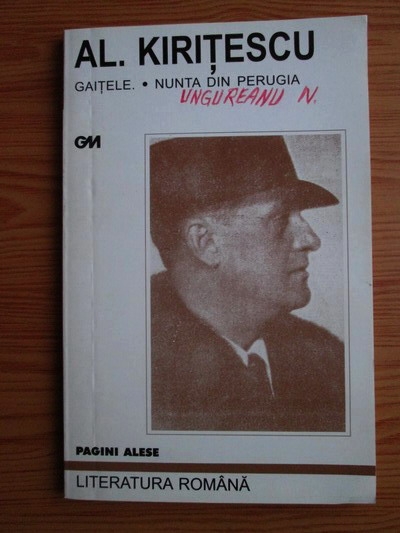 AL. KIRIȚESCU
GAIȚELE. • NUNTA DIN PERUGIA
UNGUREANU N.
GM
PAGINI ALESE
LITERATURA ROMÂNĂ